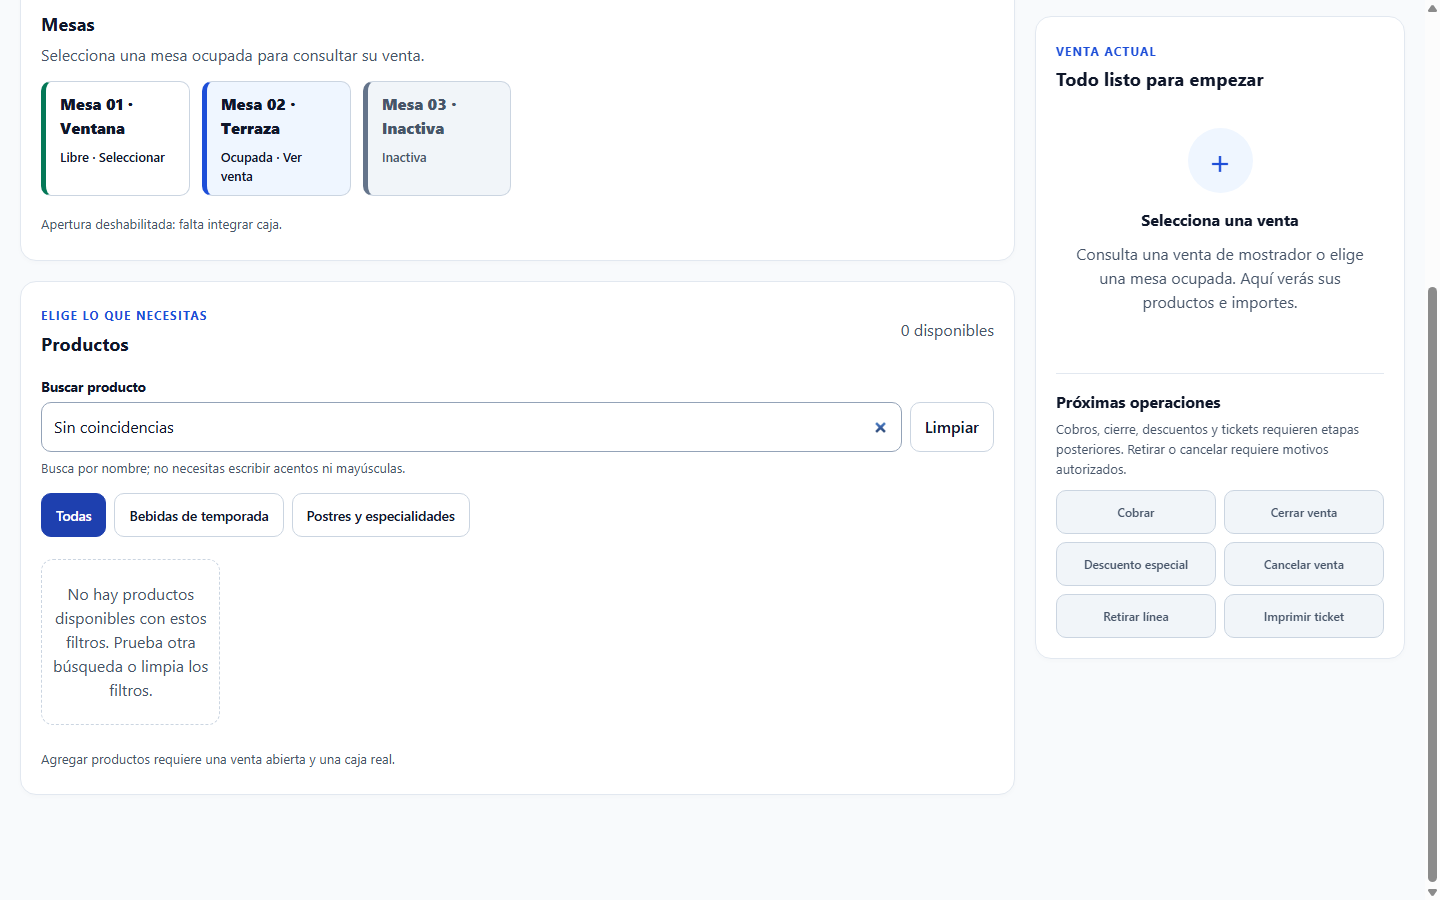 Mesas
Selecciona una mesa ocupada para consultar su venta.
Mesa 01 ·
Ventana
Libre · Seleccionar
Mesa 02 ·
Terraza
Ocupada · Ver
venta
Mesa 03 ·
Inactiva
Inactiva
Apertura deshabilitada: falta integrar caja.
ELIGE LO QUE NECESITAS
Productos
0 disponibles
Buscar producto
Sin coincidencias
Limpiar
Busca por nombre; no necesitas escribir acentos ni mayúsculas.
Todas
Bebidas de temporada
Postres y especialidades
No hay productos
disponibles con estos
filtros. Prueba otra
búsqueda o limpia los
filtros.
Agregar productos requiere una venta abierta y una caja real.
VENTA ACTUAL
Todo listo para empezar
Selecciona una venta
Consulta una venta de mostrador o elige
una mesa ocupada. Aquí verás sus
productos e importes.
Próximas operaciones
Cobros, cierre, descuentos y tickets requieren etapas
posteriores. Retirar o cancelar requiere motivos
autorizados.
Cobrar
Cerrar venta
Descuento especial
Cancelar venta
Retirar línea
Imprimir ticket